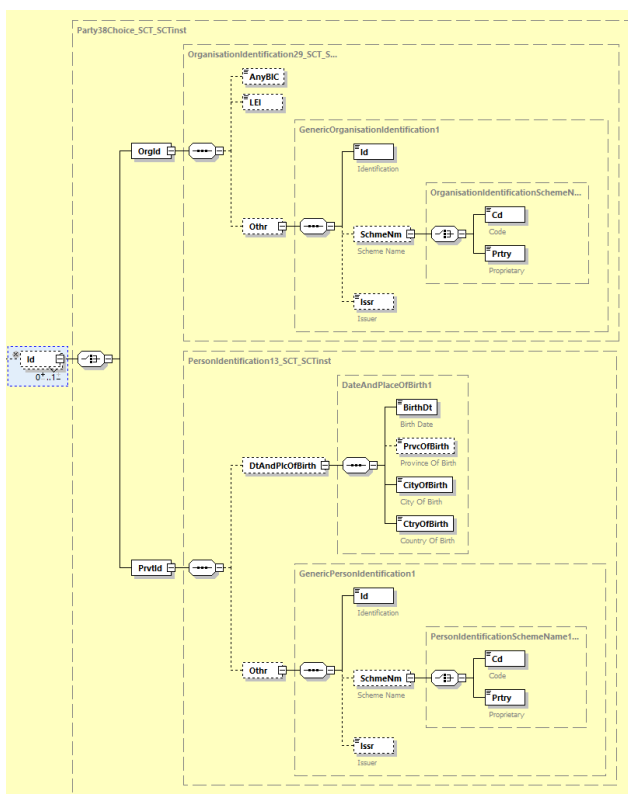 Party38Choice_SCT_SCTinst
OrganisationIdentification29_SCT_S...
AnyBIC
LEI
GenericOrganisationIdentification1
OrgId
Id
Identification
OrganisationIdentificationSchemeN...
Cd
Code
Othr
SchmeNm
Scheme Name
Prtry
Proprietary
Issr
Issuer
Id
0..1
PersonIdentification13_SCT_SCTinst
DateAndPlaceOfBirth1
BirthDt
Birth Date
PrvcOfBirth
Province Of Birth
DtAndPlcOfBirth
CityOfBirth
City Of Birth
CtryOfBirth
Country Of Birth
PrvtId
GenericPersonIdentification1
Id
Identification
PersonIdentificationSchemeName1...
Cd
Code
Othr
SchmeNm
Scheme Name
Prtry
Proprietary
Issr
Issuer